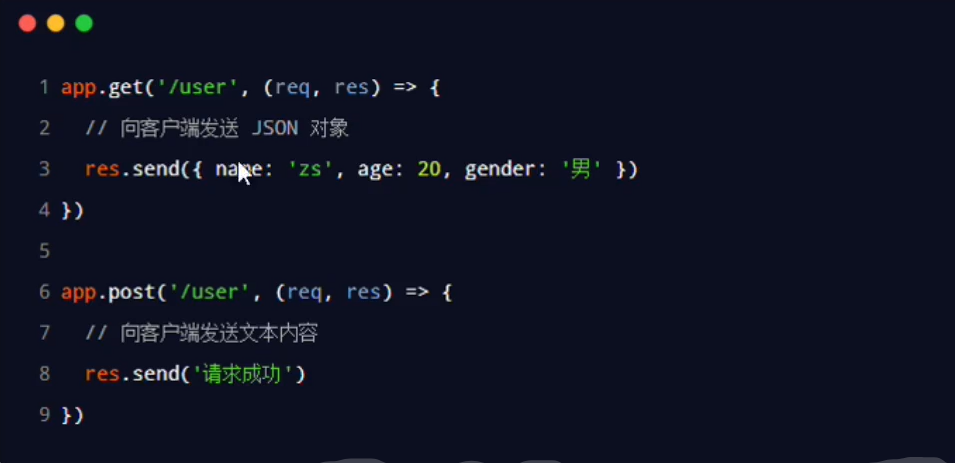 1 app.get('/user', (req, res) => {
2 // 向客户端发送 JSON 对象
3 res.send({ name: 'zs', age: 20, gender: '男' })
4 })
5
6 app.post('/user', (req, res) => {
7 // 向客户端发送文本内容
8 res.send('请求成功')
9 })